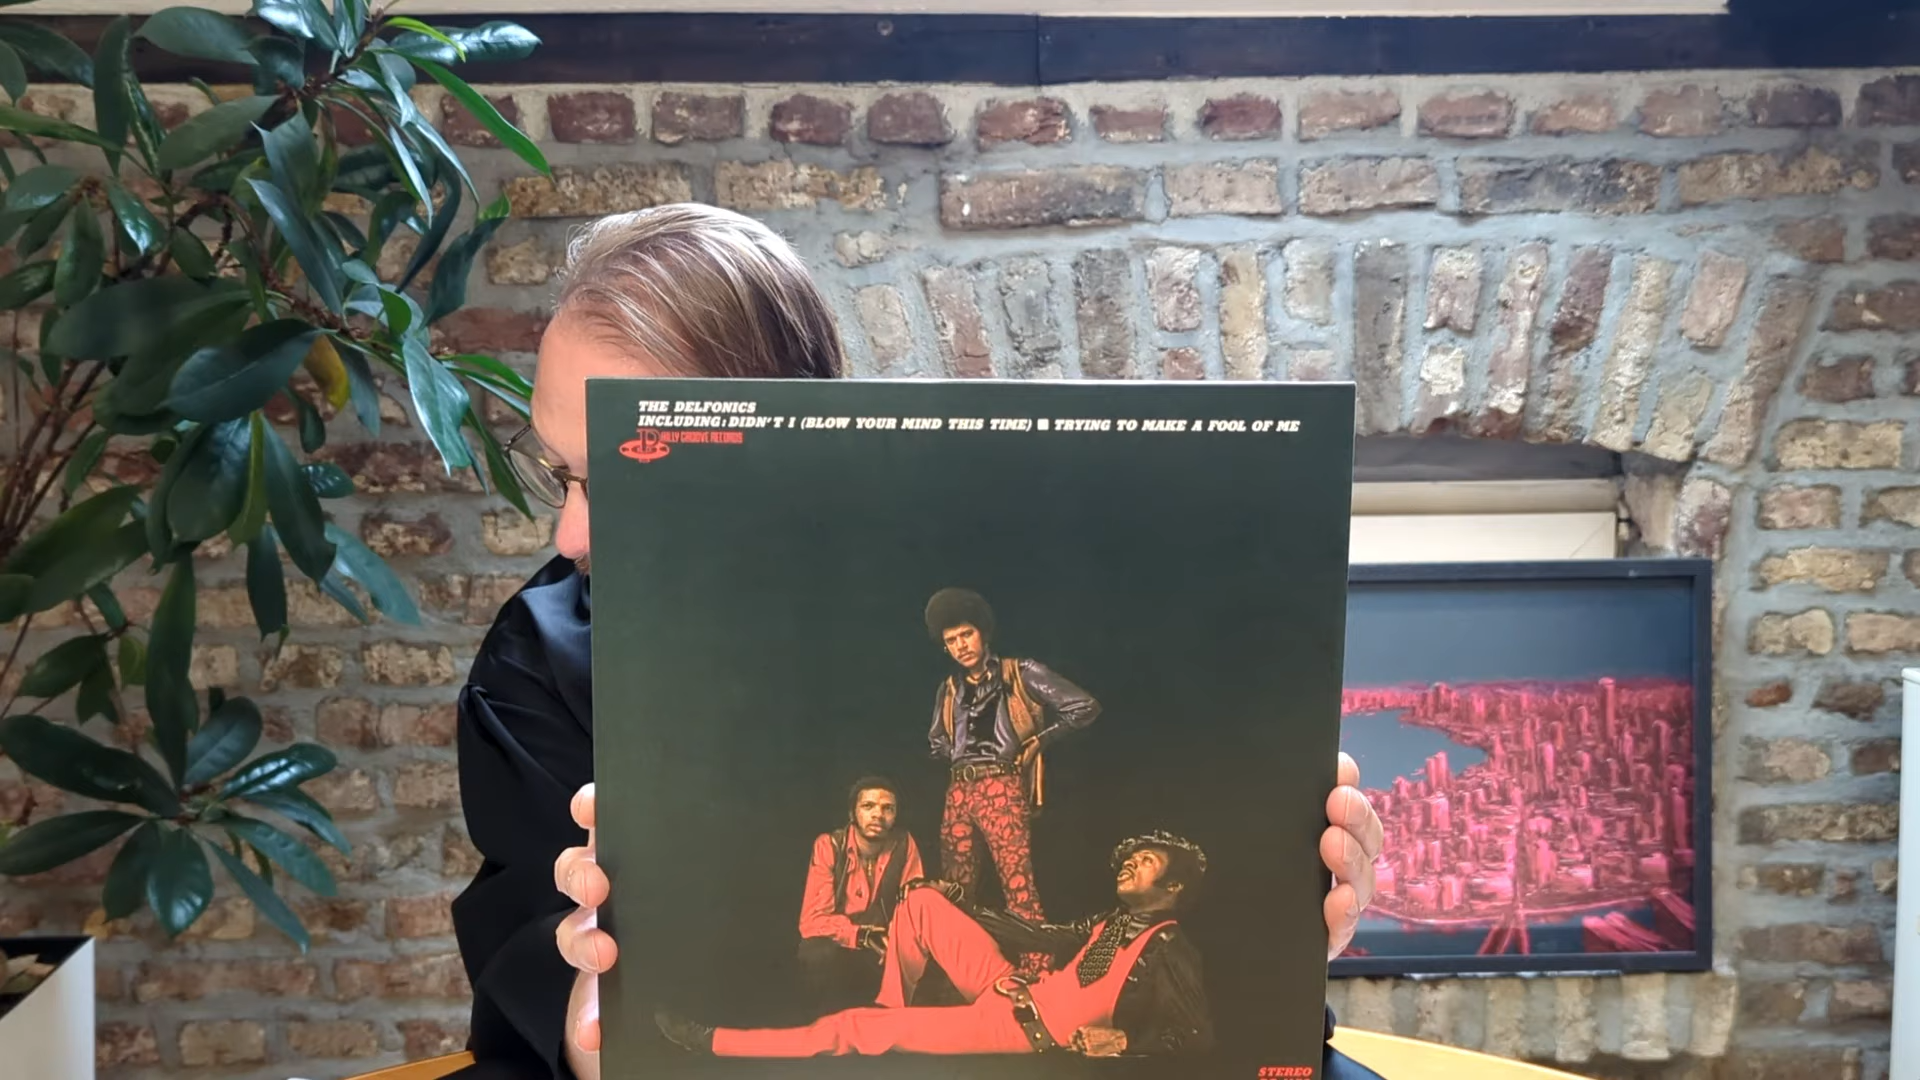 THE DELFONICS
INCLUDING: DIDN'T I (BLOW YOUR MIND THIS TIME) ■ TRYING TO MAKE A FOOL OF ME
PHILLY GROOVE RECORDS
STEREO